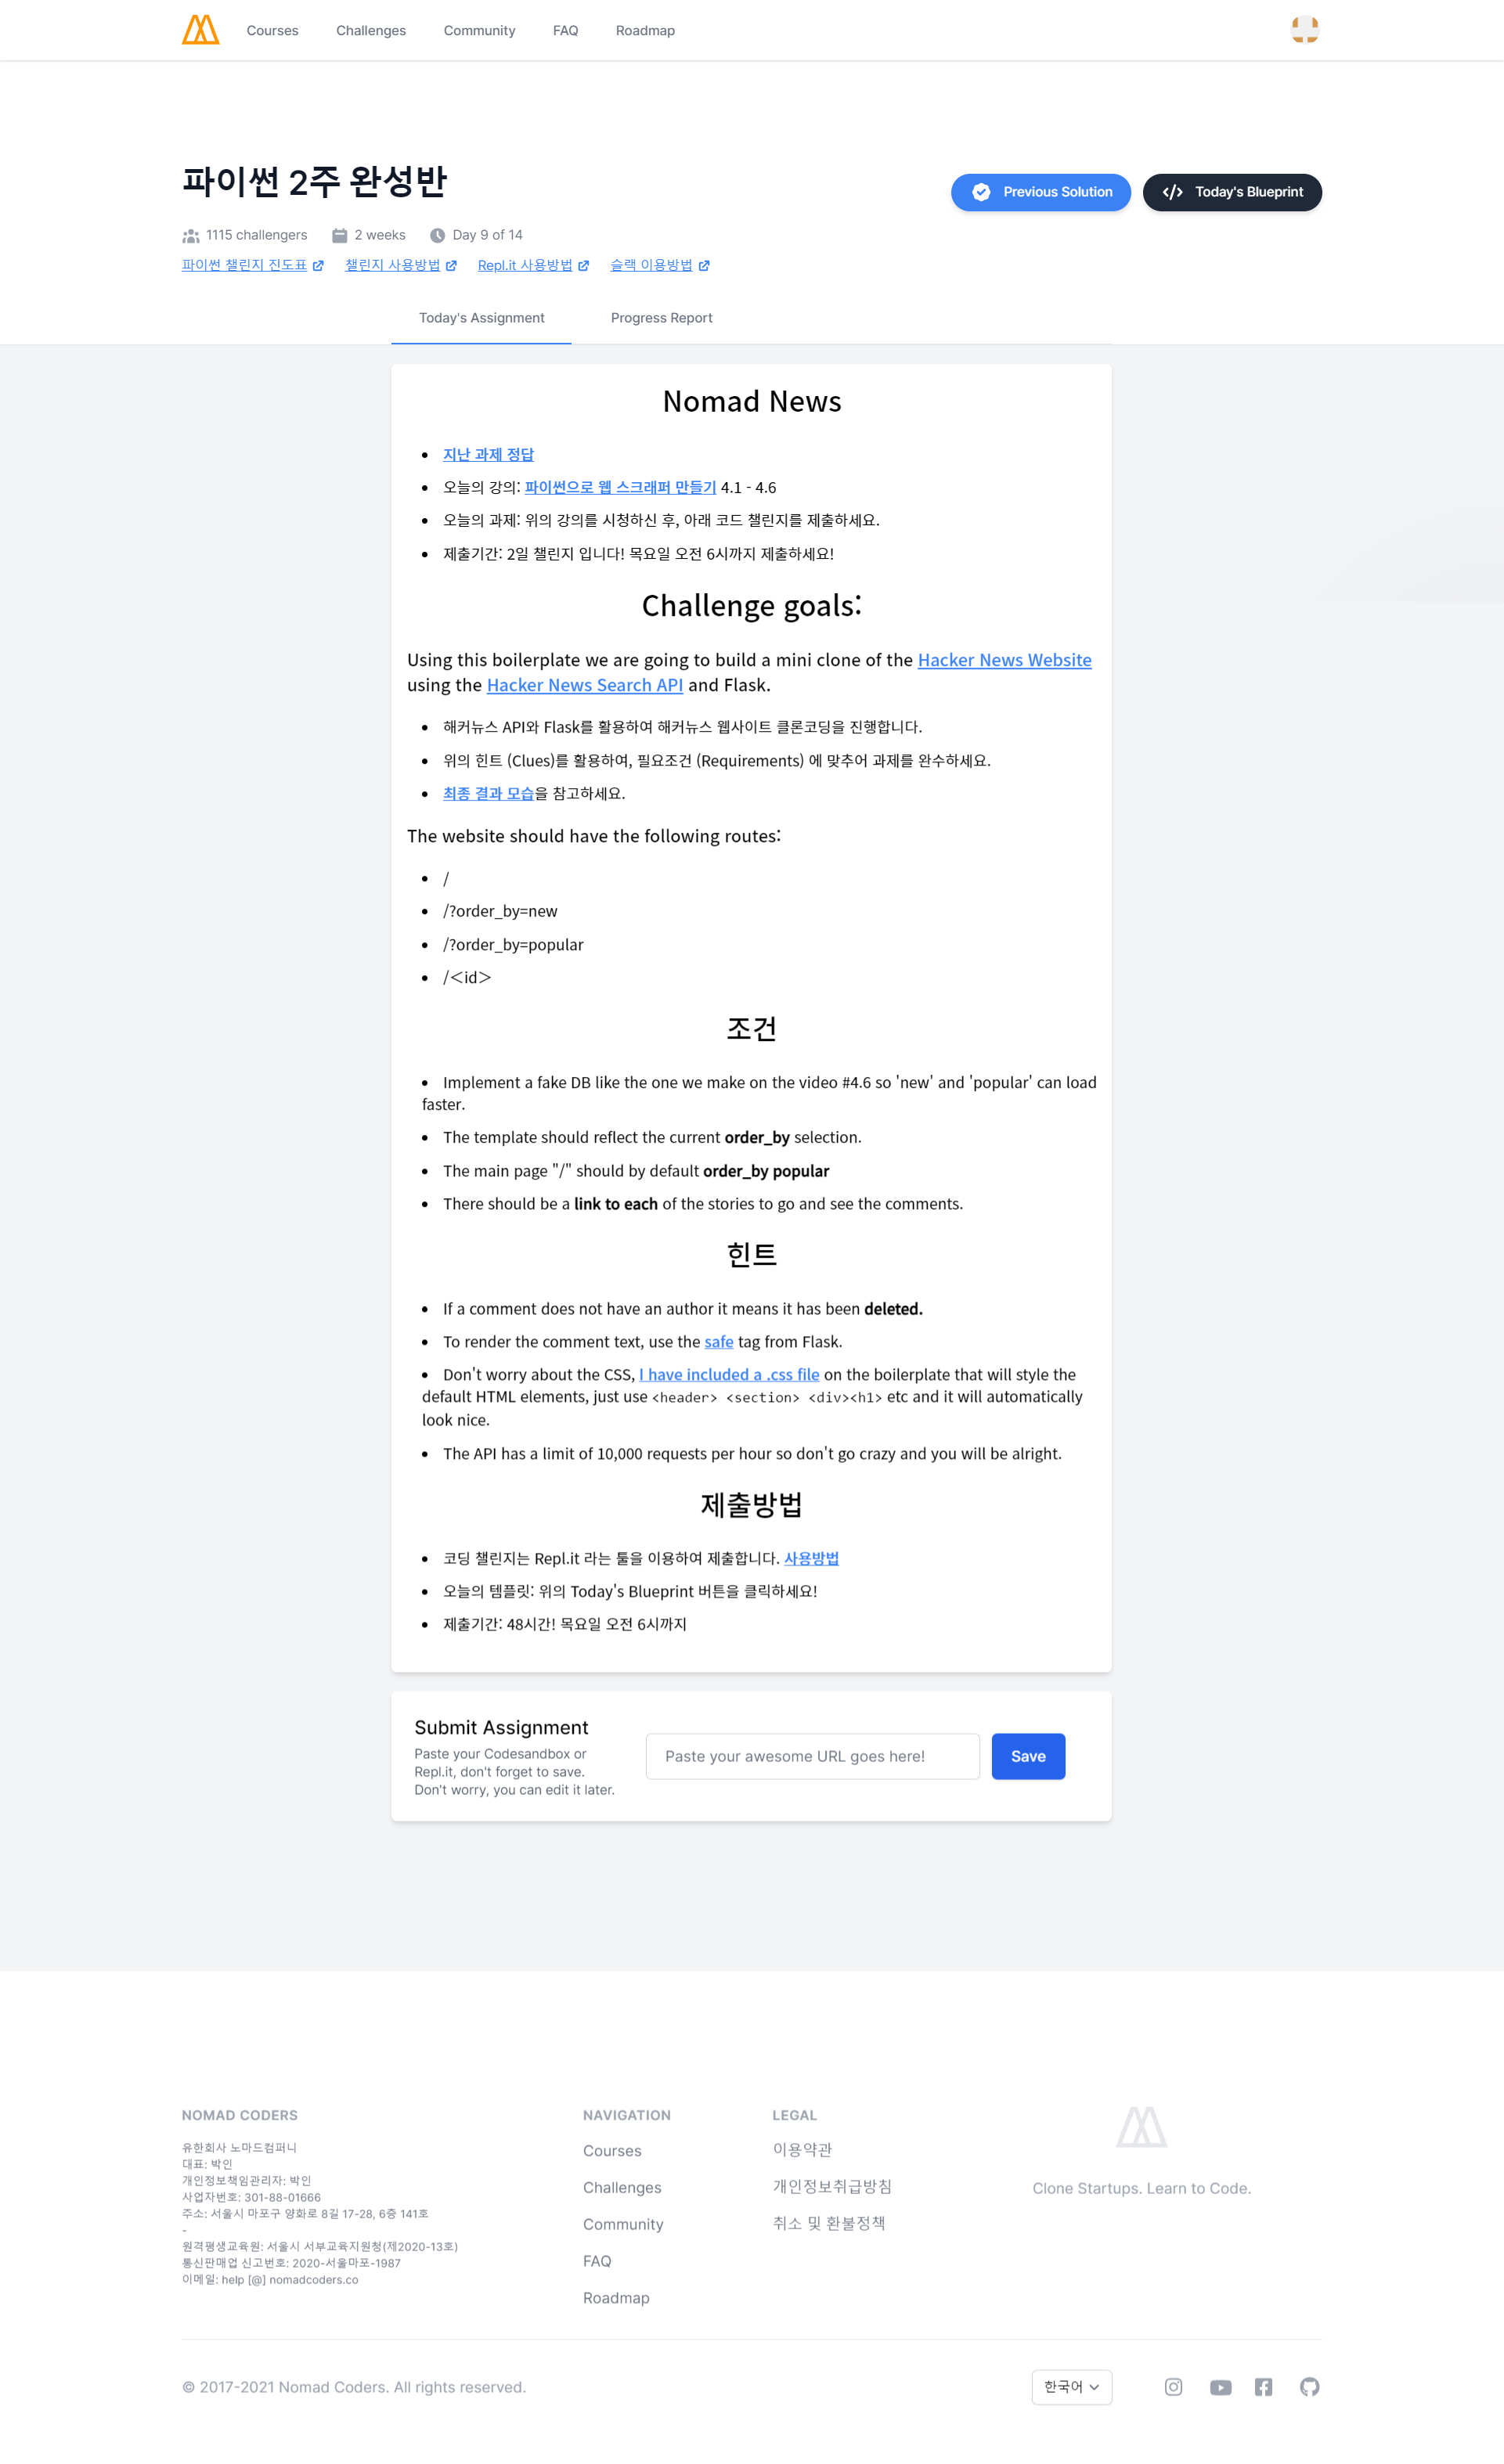 Courses Challenges Community FAQ Roadmap
파이썬 2주 완성반
Previous Solution Today's Blueprint
1115 challengers 2 weeks Day 9 of 14
파이썬 챌린지 진도표 챌린지 사용방법 Repl.it 사용방법 슬랙 이용방법
Today's Assignment Progress Report
Nomad News
지난 과제 정답
오늘의 강의: 파이썬으로 웹 스크래퍼 만들기 4.1 - 4.6
오늘의 과제: 위의 강의를 시청하신 후, 아래 코드 챌린지를 제출하세요.
제출기간: 2일 챌린지 입니다! 목요일 오전 6시까지 제출하세요!
Challenge goals:
Using this boilerplate we are going to build a mini clone of the Hacker News Website
using the Hacker News Search API and Flask.
해커뉴스 API와 Flask를 활용하여 해커뉴스 웹사이트 클론코딩을 진행합니다.
위의 힌트 (Clues)를 활용하여, 필요조건 (Requirements) 에 맞추어 과제를 완수하세요.
최종 결과 모습을 참고하세요.
The website should have the following routes:
/
/?order_by=new
/?order_by=popular
/<id>
조건
Implement a fake DB like the one we make on the video #4.6 so 'new' and 'popular' can load
faster.
The template should reflect the current order_by selection.
The main page "/" should by default order_by popular
There should be a link to each of the stories to go and see the comments.
힌트
If a comment does not have an author it means it has been deleted.
To render the comment text, use the safe tag from Flask.
Don't worry about the CSS, I have included a .css file on the boilerplate that will style the
default HTML elements, just use <header> <section> <div><h1> etc and it will automatically
look nice.
The API has a limit of 10,000 requests per hour so don't go crazy and you will be alright.
제출방법
코딩 챌린지는 Repl.it 라는 툴을 이용하여 제출합니다. 사용방법
오늘의 템플릿: 위의 Today's Blueprint 버튼을 클릭하세요!
제출기간: 48시간! 목요일 오전 6시까지
Submit Assignment
Paste your Codesandbox or
Repl.it, don't forget to save.
Don't worry, you can edit it later.
Paste your awesome URL goes here!
Save
NOMAD CODERS
유한회사 노마드컴퍼니
대표: 박인
개인정보책임관리자: 박인
사업자번호: 301-88-01666
주소: 서울시 마포구 양화로 8길 17-28, 6층 141호
-
원격평생교육원: 서울시 서부교육지원청(제2020-13호)
통신판매업 신고번호: 2020-서울마포-1987
이메일: help [@] nomadcoders.co
NAVIGATION
Courses
Challenges
Community
FAQ
Roadmap
LEGAL
이용약관
개인정보취급방침
취소 및 환불정책
Clone Startups. Learn to Code.
© 2017-2021 Nomad Coders. All rights reserved.
한국어